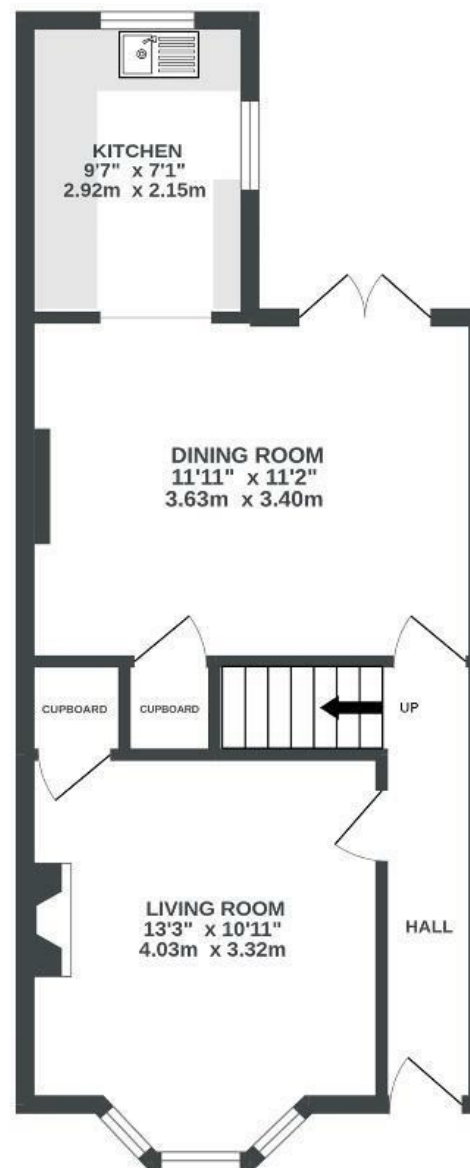 KITCHEN
9'7" x 7'1"
2.92m x 2.15m
DINING ROOM
11'11" x 11'2"
3.63m x 3.40m
CUPBOARD
CUPBOARD
UP
LIVING ROOM
13'3" x 10'11"
4.03m x 3.32m
HALL